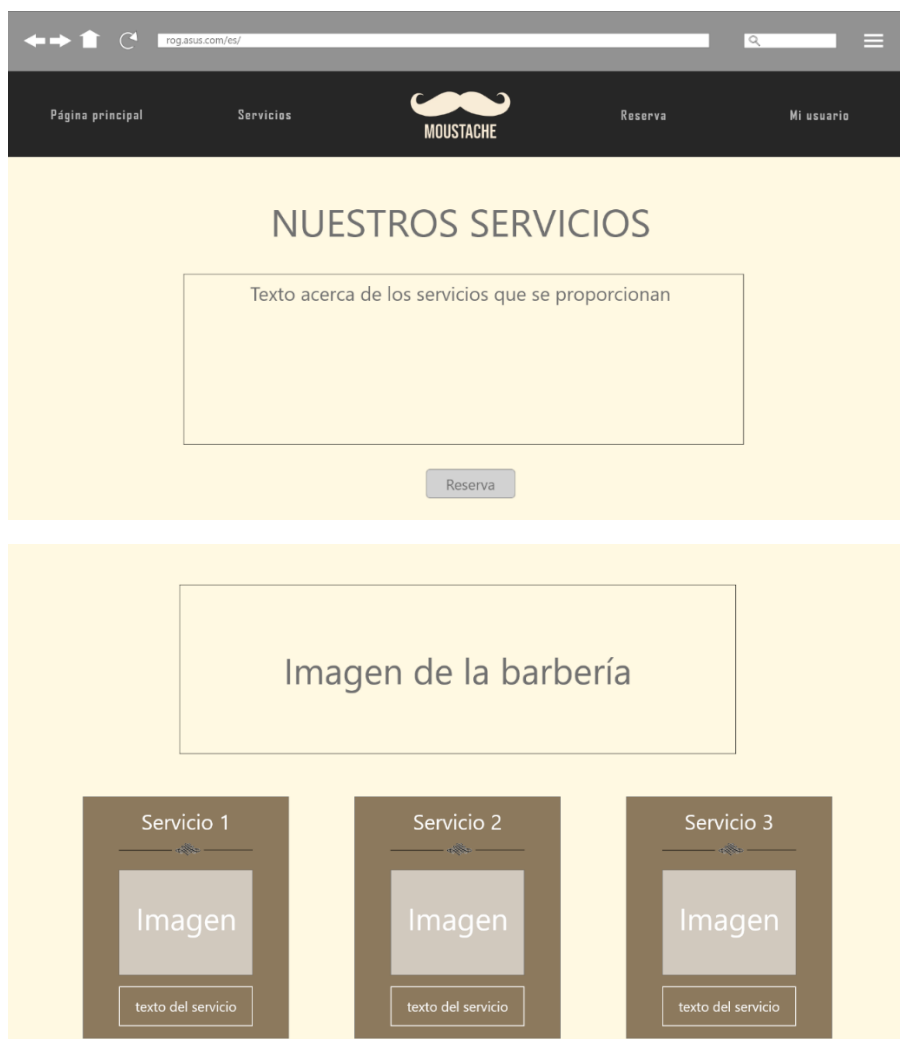 rog.asus.com/es/
Página principal
Servicios
MOUSTACHE
Reserva
Mi usuario
NUESTROS SERVICIOS
Texto acerca de los servicios que se proporcionan
Reserva
Imagen de la barbería
Servicio 1
Servicio 2
Servicio 3
Imagen
Imagen
Imagen
texto del servicio
texto del servicio
texto del servicio